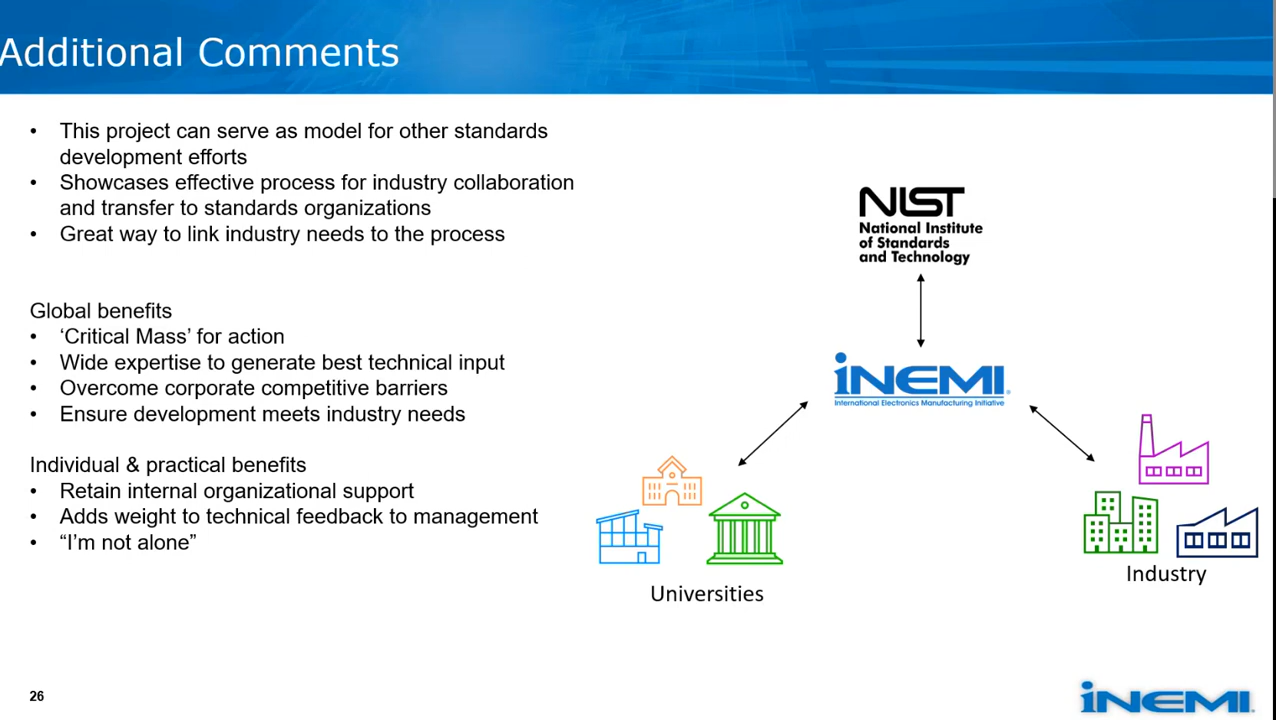 Additional Comments
• This project can serve as model for other standards
development efforts
• Showcases effective process for industry collaboration
and transfer to standards organizations
• Great way to link industry needs to the process
Global benefits
• ‘Critical Mass’ for action
• Wide expertise to generate best technical input
• Overcome corporate competitive barriers
• Ensure development meets industry needs
Individual & practical benefits
• Retain internal organizational support
• Adds weight to technical feedback to management
• “I’m not alone”
NIST
National Institute
of Standards
and Technology
iNEMI®
International Electronics Manufacturing Initiative
Universities
Industry
26
iNEMI®